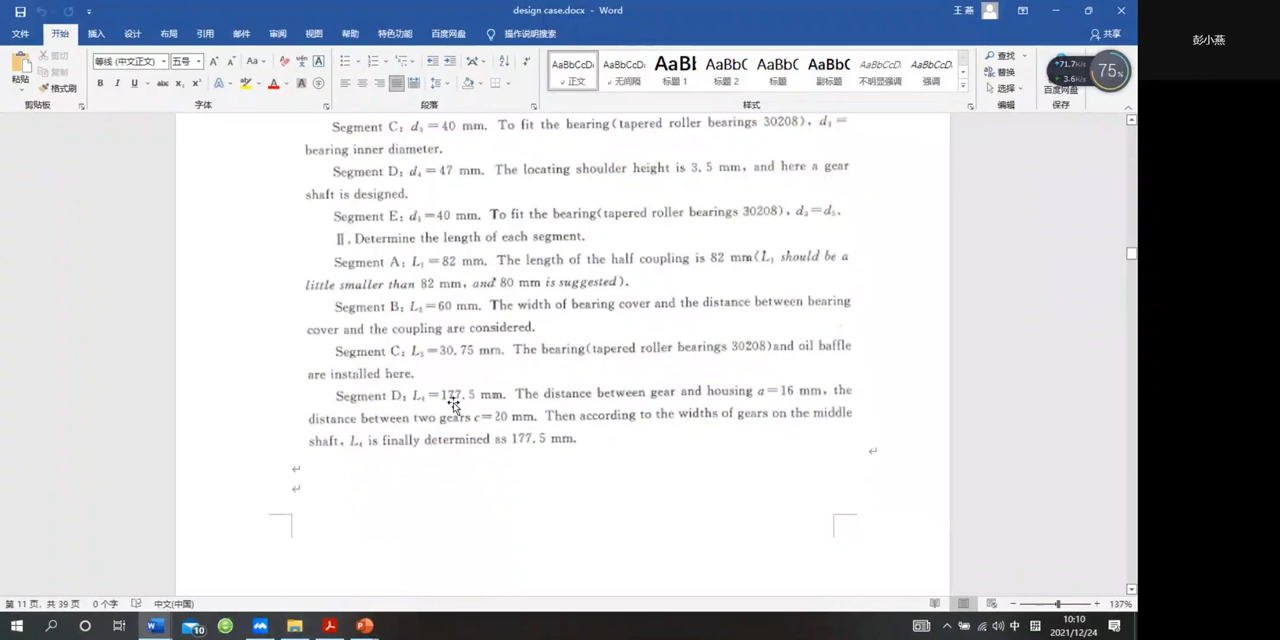 design case.docx - Word
王 燕
彭小燕
文件 开始 插入 设计 布局 引用 邮件 审阅 视图 帮助 特色功能 百度网盘 操作说明搜索 共享
粘贴 剪切 复制 格式刷
等线 (中文正文) 五号
AaBbCcDi AaBbCcDi AaBl AaBbC AaBbC AaBbC AaBbCcD. AaBbCcD.
正文 无间隔 标题 1 标题 2 标题 副标题 不明显强调 强调
查找 替换 选择
71.7K/s
3.6K/s
75%
百度网盘
剪贴板 字体 段落 样式 编辑 保存
Segment C: d₃=40 mm. To fit the bearing(tapered roller bearings 30208), d₃=
bearing inner diameter.
Segment D: d₄=47 mm. The locating shoulder height is 3.5 mm, and here a gear
shaft is designed.
Segment E: d₅=40 mm. To fit the bearing(tapered roller bearings 30208), d₃=d₅.
Ⅱ. Determine the length of each segment.
Segment A: L₁=82 mm. The length of the half coupling is 82 mm(L₁ should be a
little smaller than 82 mm, and 80 mm is suggested).
Segment B: L₂=60 mm. The width of bearing cover and the distance between bearing
cover and the coupling are considered.
Segment C: L₃=30.75 mm. The bearing(tapered roller bearings 30208)and oil baffle
are installed here.
Segment D: L₄=177.5 mm. The distance between gear and housing a=16 mm, the
distance between two gears c=20 mm. Then according to the widths of gears on the middle
shaft, L₄ is finally determined as 177.5 mm.
第 11 页, 共 39 页 0 个字 中文(中国) 137%
10
中
10:10
2021/12/24